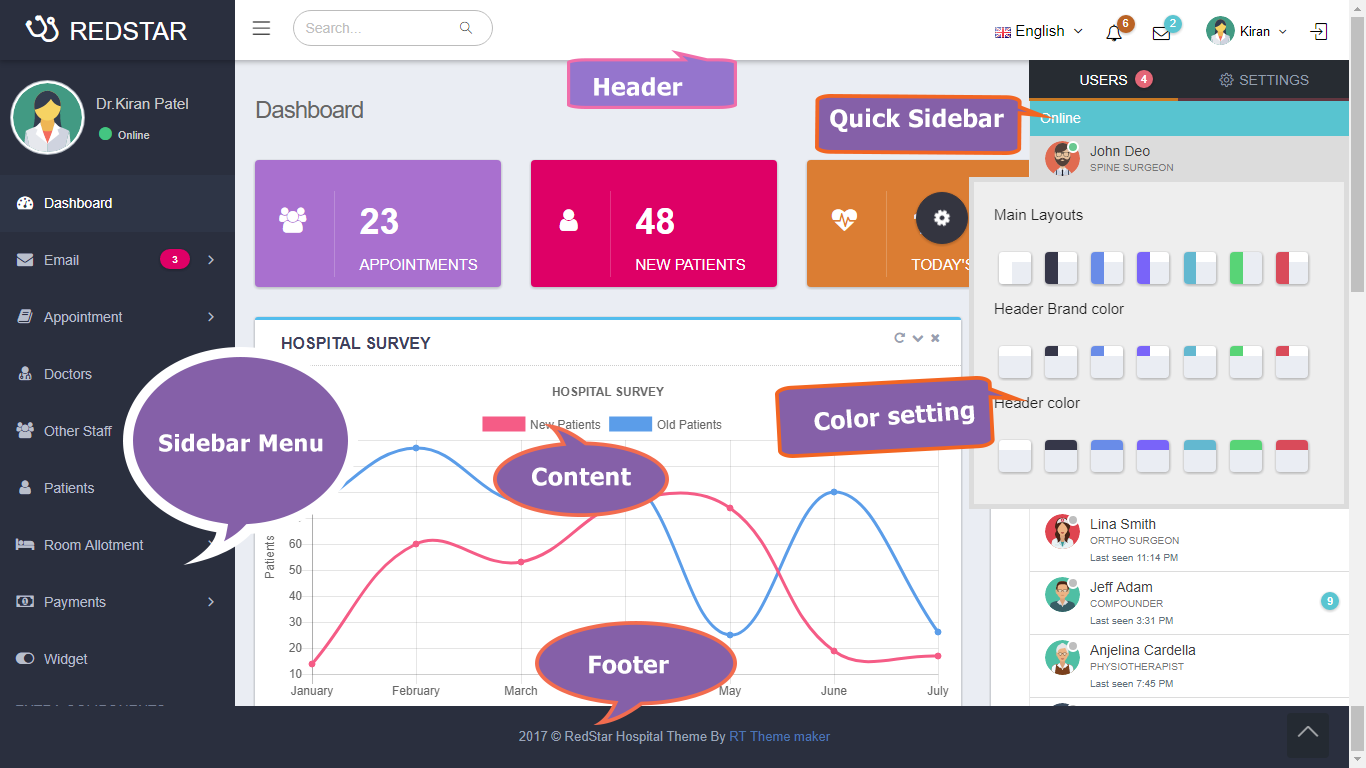 REDSTAR
Search...
English
6
2
Kiran
Dr.Kiran Patel
Online
Dashboard
Email
3
Appointment
Doctors
Other Staff
Patients
Room Allotment
Payments
Widget
Sidebar Menu
Header
Dashboard
23
APPOINTMENTS
48
NEW PATIENTS
TODAY'S
HOSPITAL SURVEY
HOSPITAL SURVEY
New Patients
Old Patients
Content
Patients
60
50
40
30
20
10
January
February
March
May
June
July
Footer
Quick Sidebar
USERS 4
SETTINGS
Online
John Deo
SPINE SURGEON
Main Layouts
Header Brand color
Color setting
Header color
Lina Smith
ORTHO SURGEON
Last seen 11:14 PM
Jeff Adam
COMPOUNDER
Last seen 3:31 PM
9
Anjelina Cardella
PHYSIOTHERAPIST
Last seen 7:45 PM
2017 © RedStar Hospital Theme By RT Theme maker